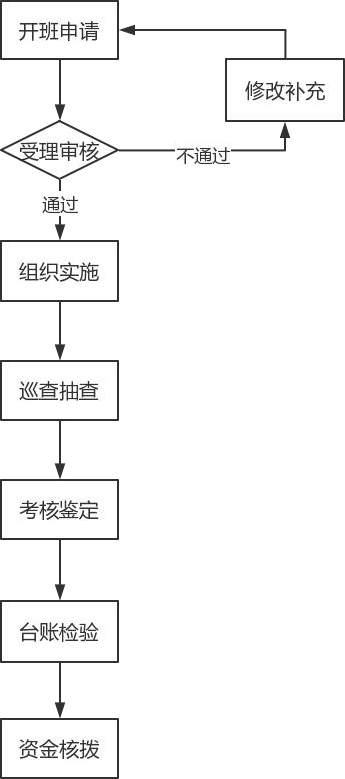 开班申请
修改补充
受理审核
不通过
通过
组织实施
巡查抽查
考核鉴定
台账检验
资金核拨